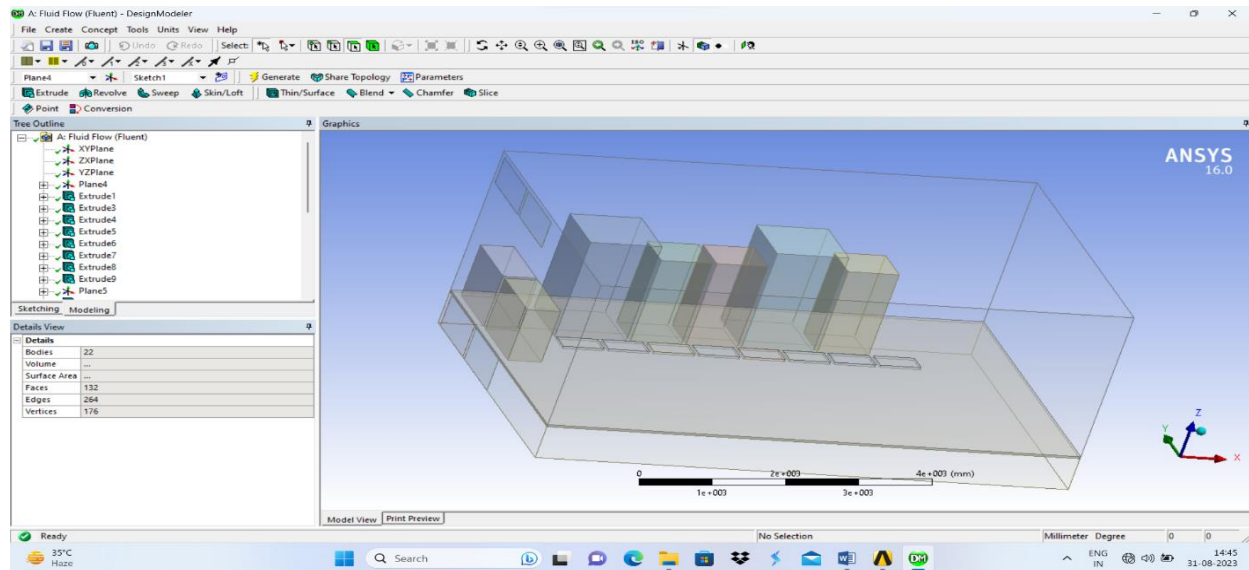 A: Fluid Flow (Fluent) - DesignModeler
File Create Concept Tools Units View Help
Undo Redo Select:
Plane4 Sketch1 Generate Share Topology Parameters
Extrude Revolve Sweep Skin/Loft Thin/Surface Blend Chamfer Slice
Point Conversion
Tree Outline
A: Fluid Flow (Fluent)
XYPlane
ZXPlane
YZPlane
Plane4
Extrude1
Extrude3
Extrude4
Extrude5
Extrude6
Extrude7
Extrude8
Extrude9
Plane5
Sketching Modeling
Details View
Details
Bodies 22
Volume ...
Surface Area ...
Faces 132
Edges 264
Vertices 176
Graphics
ANSYS
16.0
Z
Y
X
0 2e+003 4e+003 (mm)
1e+003 3e+003
Model View Print Preview
Ready No Selection Millimeter Degree 0 0
35°C
Haze
Search
DM
ENG
IN
14:45
31-08-2023